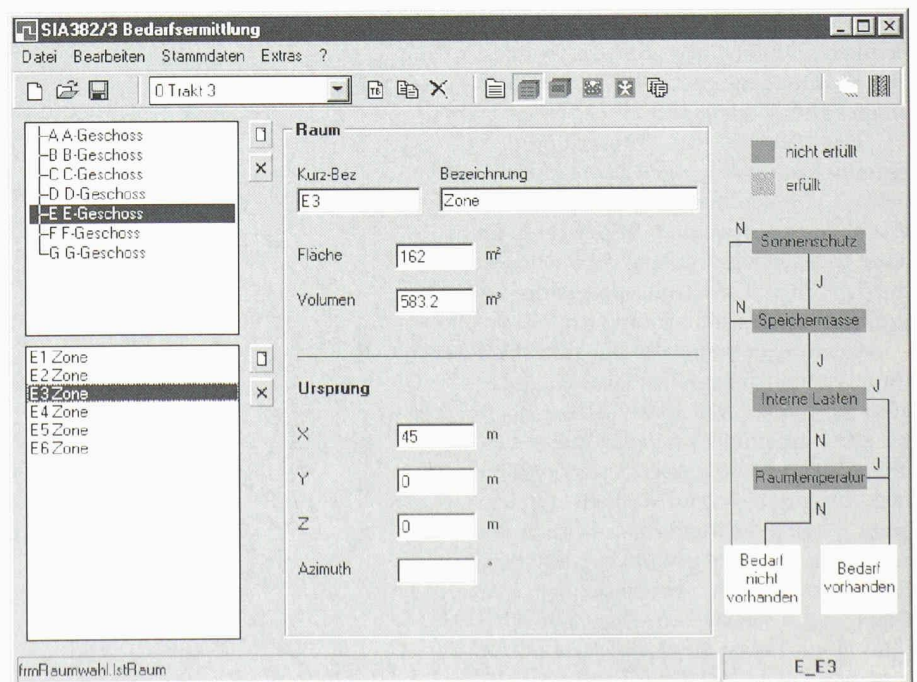 SIA382/3 Bedarfsermittlung
Datei Bearbeiten Stammdaten Extras ?
0 Trakt 3
A A-Geschoss
B B-Geschoss
C C-Geschoss
D D-Geschoss
E E-Geschoss
F F-Geschoss
G G-Geschoss
E1 Zone
E2 Zone
E3 Zone
E4 Zone
E5 Zone
E6 Zone
Raum
Kurz-Bez Bezeichnung
E3 Zone
Fläche 162 m²
Volumen 583.2 m³
Ursprung
X 45 m
Y 0 m
Z 0 m
Azimuth °
nicht erfüllt
erfüllt
N Sonnenschutz
J
N Speichermasse
J
Interne Lasten J
N
Raumtemperatur J
N
Bedarf
nicht
vorhanden
Bedarf
vorhanden
frmRaumwahl.lstRaum
E_E3